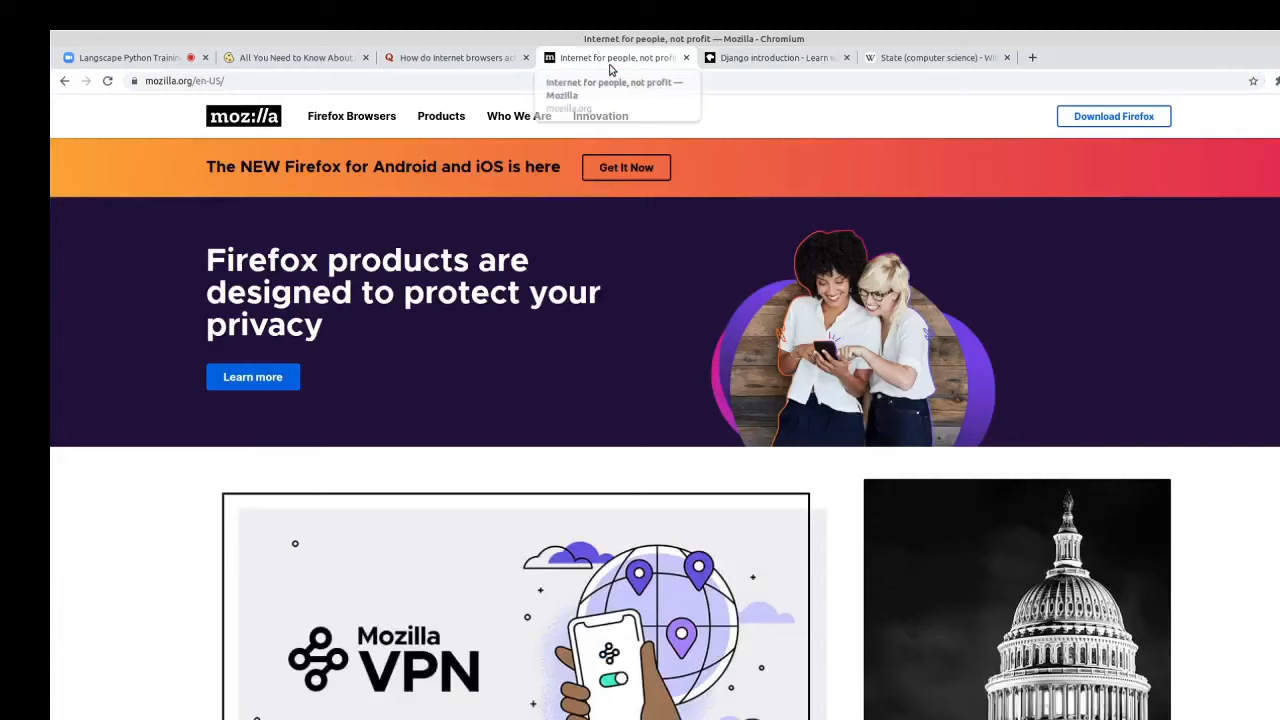 Internet for people, not profit — Mozilla - Chromium
Langscape Python Trainin
All You Need to Know About
How do Internet browsers ac
Internet for people, not profi
Django introduction - Learn w
State (computer science) - Wi
mozilla.org/en-US/
Internet for people, not profit —
Mozilla
mozilla.org
moz://a
Firefox Browsers
Products
Who We Are
Innovation
Download Firefox
The NEW Firefox for Android and iOS is here
Get It Now
Firefox products are
designed to protect your
privacy
Learn more
Mozilla
VPN